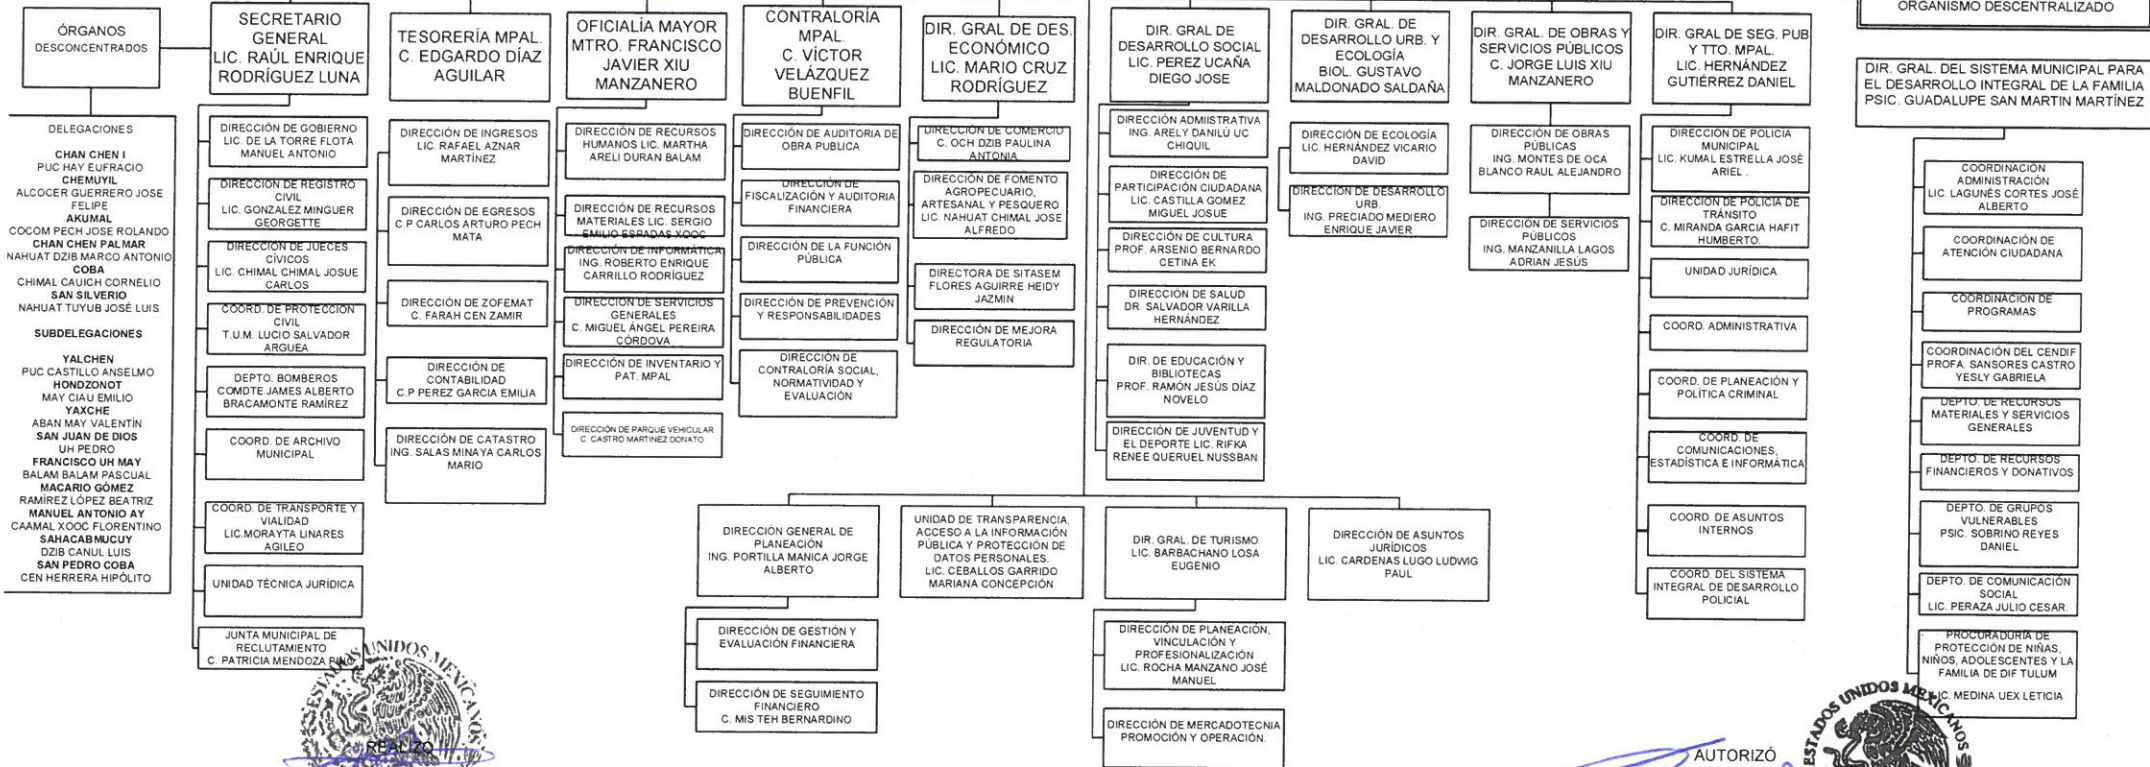 ÓRGANOS
DESCONCENTRADOS
SECRETARIO
GENERAL
LIC. RAÚL ENRIQUE
RODRÍGUEZ LUNA
TESORERÍA MPAL.
C. EDGARDO DÍAZ
AGUILAR
OFICIALÍA MAYOR
MTRO. FRANCISCO
JAVIER XIU
MANZANERO
CONTRALORÍA
MPAL.
C. VÍCTOR
VELÁZQUEZ
BUENFIL
DIR. GRAL DE DES.
ECONÓMICO
LIC. MARIO CRUZ
RODRÍGUEZ
DIR. GRAL DE
DESARROLLO SOCIAL
LIC. PEREZ UCAÑA
DIEGO JOSE
DIR. GRAL. DE
DESARROLLO URB. Y
ECOLOGÍA
BIOL. GUSTAVO
MALDONADO SALDAÑA
DIR. GRAL. DE OBRAS Y
SERVICIOS PÚBLICOS
C. JORGE LUIS XIU
MANZANERO
DIR. GRAL DE SEG. PUB
Y TTO. MPAL.
LIC. HERNÁNDEZ
GUTIÉRREZ DANIEL
ORGANISMO DESCENTRALIZADO
DIR. GRAL. DEL SISTEMA MUNICIPAL PARA
EL DESARROLLO INTEGRAL DE LA FAMILIA
PSIC. GUADALUPE SAN MARTIN MARTÍNEZ
DELEGACIONES
CHAN CHEN I
PUC HAY EUFRACIO
CHEMUYIL
ALCOCER GUERRERO JOSE
FELIPE
AKUMAL
COCOM PECH JOSE ROLANDO
CHAN CHEN PALMAR
NAHUAT DZIB MARCO ANTONIO
COBA
CHIMAL CAUICH CORNELIO
SAN SILVERIO
NAHUAT TUYUB JOSÉ LUIS
SUBDELEGACIONES
YALCHEN
PUC CASTILLO ANSELMO
HONDZONOT
MAY CIAU EMILIO
YAXCHE
ABAN MAY VALENTÍN
SAN JUAN DE DIOS
UH PEDRO
FRANCISCO UH MAY
BALAM BALAM PASCUAL
MACARIO GÓMEZ
RAMÍREZ LÓPEZ BEATRIZ
MANUEL ANTONIO AY
CAAMAL XOOC FLORENTINO
SAHACABMUCUY
DZIB CANUL LUIS
SAN PEDRO COBA
CEN HERRERA HIPÓLITO
DIRECCIÓN DE GOBIERNO
LIC. DE LA TORRE FLOTA
MANUEL ANTONIO
DIRECCIÓN DE REGISTRO
CIVIL
LIC. GONZALEZ MINGUER
GEORGETTE
DIRECCIÓN DE JUECES
CÍVICOS
LIC. CHIMAL CHIMAL JOSUE
CARLOS
COORD. DE PROTECCIÓN
CIVIL
T.U.M. LUCIO SALVADOR
ARGUEA
DEPTO. BOMBEROS
COMDTE JAMES ALBERTO
BRACAMONTE RAMÍREZ
COORD. DE ARCHIVO
MUNICIPAL
COORD. DE TRANSPORTE Y
VIALIDAD
LIC.MORAYTA LINARES
AGILEO
UNIDAD TÉCNICA JURÍDICA
JUNTA MUNICIPAL DE
RECLUTAMIENTO
C. PATRICIA MENDOZA
DIRECCIÓN DE INGRESOS
LIC. RAFAEL AZNAR
MARTÍNEZ
DIRECCIÓN DE EGRESOS
C.P CARLOS ARTURO PECH
MATA
DIRECCIÓN DE ZOFEMAT
C. FARAH CEN ZAMIR
DIRECCIÓN DE
CONTABILIDAD
C.P PEREZ GARCIA EMILIA
DIRECCIÓN DE CATASTRO
ING. SALAS MINAYA CARLOS
MARIO
DIRECCIÓN DE RECURSOS
HUMANOS LIC. MARTHA
ARELI DURAN BALAM
DIRECCIÓN DE RECURSOS
MATERIALES LIC. SERGIO
EMILIO ESPADAS XOOC
DIRECCIÓN DE INFORMÁTICA
ING. ROBERTO ENRIQUE
CARRILLO RODRÍGUEZ
DIRECCIÓN DE SERVICIOS
GENERALES
C. MIGUEL ÁNGEL PEREIRA
CÓRDOVA
DIRECCIÓN DE INVENTARIO Y
PAT. MPAL
DIRECCIÓN DE PARQUE VEHICULAR
C. CASTRO MARTINEZ DONATO
DIRECCIÓN DE AUDITORIA DE
OBRA PUBLICA
DIRECCIÓN DE
FISCALIZACIÓN Y AUDITORIA
FINANCIERA
DIRECCIÓN DE LA FUNCIÓN
PÚBLICA
DIRECCIÓN DE PREVENCIÓN
Y RESPONSABILIDADES
DIRECCIÓN DE
CONTRALORÍA SOCIAL,
NORMATIVIDAD Y
EVALUACIÓN
DIRECCIÓN DE COMERCIO
C. OCH DZIB PAULINA
ANTONIA
DIRECCIÓN DE FOMENTO
AGROPECUARIO,
ARTESANAL Y PESQUERO
LIC. NAHUAT CHIMAL JOSE
ALFREDO
DIRECTORA DE SITASEM
FLORES AGUIRRE HEIDY
JAZMIN
DIRECCIÓN DE MEJORA
REGULATORIA
DIRECCIÓN ADMIISTRATIVA
ING. ARELY DANILÚ UC
CHIQUIL
DIRECCIÓN DE
PARTICIPACIÓN CIUDADANA
LIC. CASTILLA GOMEZ
MIGUEL JOSUE
DIRECCIÓN DE CULTURA
PROF. ARSENIO BERNARDO
CETINA EK
DIRECCIÓN DE SALUD
DR. SALVADOR VARILLA
HERNÁNDEZ
DIR. DE EDUCACIÓN Y
BIBLIOTECAS
PROF. RAMÓN JESÚS DÍAZ
NOVELO
DIRECCIÓN DE JUVENTUD Y
EL DEPORTE LIC. RIFKA
RENEE QUERUEL NUSSBAN
DIRECCIÓN DE ECOLOGÍA
LIC. HERNÁNDEZ VICARIO
DAVID
DIRECCIÓN DE DESARROLLO
URB.
ING. PRECIADO MEDIERO
ENRIQUE JAVIER
DIRECCIÓN DE OBRAS
PÚBLICAS
ING. MONTES DE OCA
BLANCO RAUL ALEJANDRO
DIRECCIÓN DE SERVICIOS
PÚBLICOS
ING. MANZANILLA LAGOS
ADRIAN JESÚS
DIRECCIÓN DE POLICIA
MUNICIPAL
LIC. KUMAL ESTRELLA JOSÉ
ARIEL .
DIRECCIÓN DE POLICIA DE
TRÁNSITO
C. MIRANDA GARCIA HAFIT
HUMBERTO.
UNIDAD JURÍDICA
COORD. ADMINISTRATIVA
COORD. DE PLANEACIÓN Y
POLÍTICA CRIMINAL
COORD. DE
COMUNICACIONES,
ESTADÍSTICA E INFORMÁTICA
COORD. DE ASUNTOS
INTERNOS
COORD. DEL SISTEMA
INTEGRAL DE DESARROLLO
POLICIAL
COORDINACIÓN
ADMINISTRACIÓN
LIC. LAGUNÉS CORTES JOSÉ
ALBERTO
COORDINACIÓN DE
ATENCIÓN CIUDADANA
COORDINACIÓN DE
PROGRAMAS
COORDINACIÓN DEL CENDIF
PROFA. SANSORES CASTRO
YESLY GABRIELA
DEPTO. DE RECURSOS
MATERIALES Y SERVICIOS
GENERALES
DEPTO. DE RECURSOS
FINANCIEROS Y DONATIVOS
DEPTO. DE GRUPOS
VULNERABLES
PSIC. SOBRINO REYES
DANIEL
DEPTO. DE COMUNICACIÓN
SOCIAL
LIC. PERAZA JULIO CESAR.
PROCURADURÍA DE
PROTECCIÓN DE NIÑAS,
NIÑOS, ADOLESCENTES Y LA
FAMILIA DE DIF TULUM
LIC. MEDINA UEX LETICIA
DIRECCIÓN GENERAL DE
PLANEACIÓN
ING. PORTILLA MANICA JORGE
ALBERTO
UNIDAD DE TRANSPARENCIA,
ACCESO A LA INFORMACIÓN
PÚBLICA Y PROTECCIÓN DE
DATOS PERSONALES.
LIC. CEBALLOS GARRIDO
MARIANA CONCEPCIÓN
DIR. GRAL. DE TURISMO
LIC. BARBACHANO LOSA
EUGENIO
DIRECCIÓN DE ASUNTOS
JURÍDICOS
LIC. CARDENAS LUGO LUDWIG
PAUL
DIRECCIÓN DE GESTIÓN Y
EVALUACIÓN FINANCIERA
DIRECCIÓN DE SEGUIMIENTO
FINANCIERO
C. MIS TEH BERNARDINO
DIRECCIÓN DE PLANEACIÓN,
VINCULACIÓN Y
PROFESIONALIZACIÓN
LIC. ROCHA MANZANO JOSÉ
MANUEL
DIRECCIÓN DE MERCADOTECNIA
PROMOCIÓN Y OPERACIÓN.
ESTADOS UNIDOS MEXICANOS
REALIZO
ESTADOS UNIDOS MEXICANOS
AUTORIZÓ